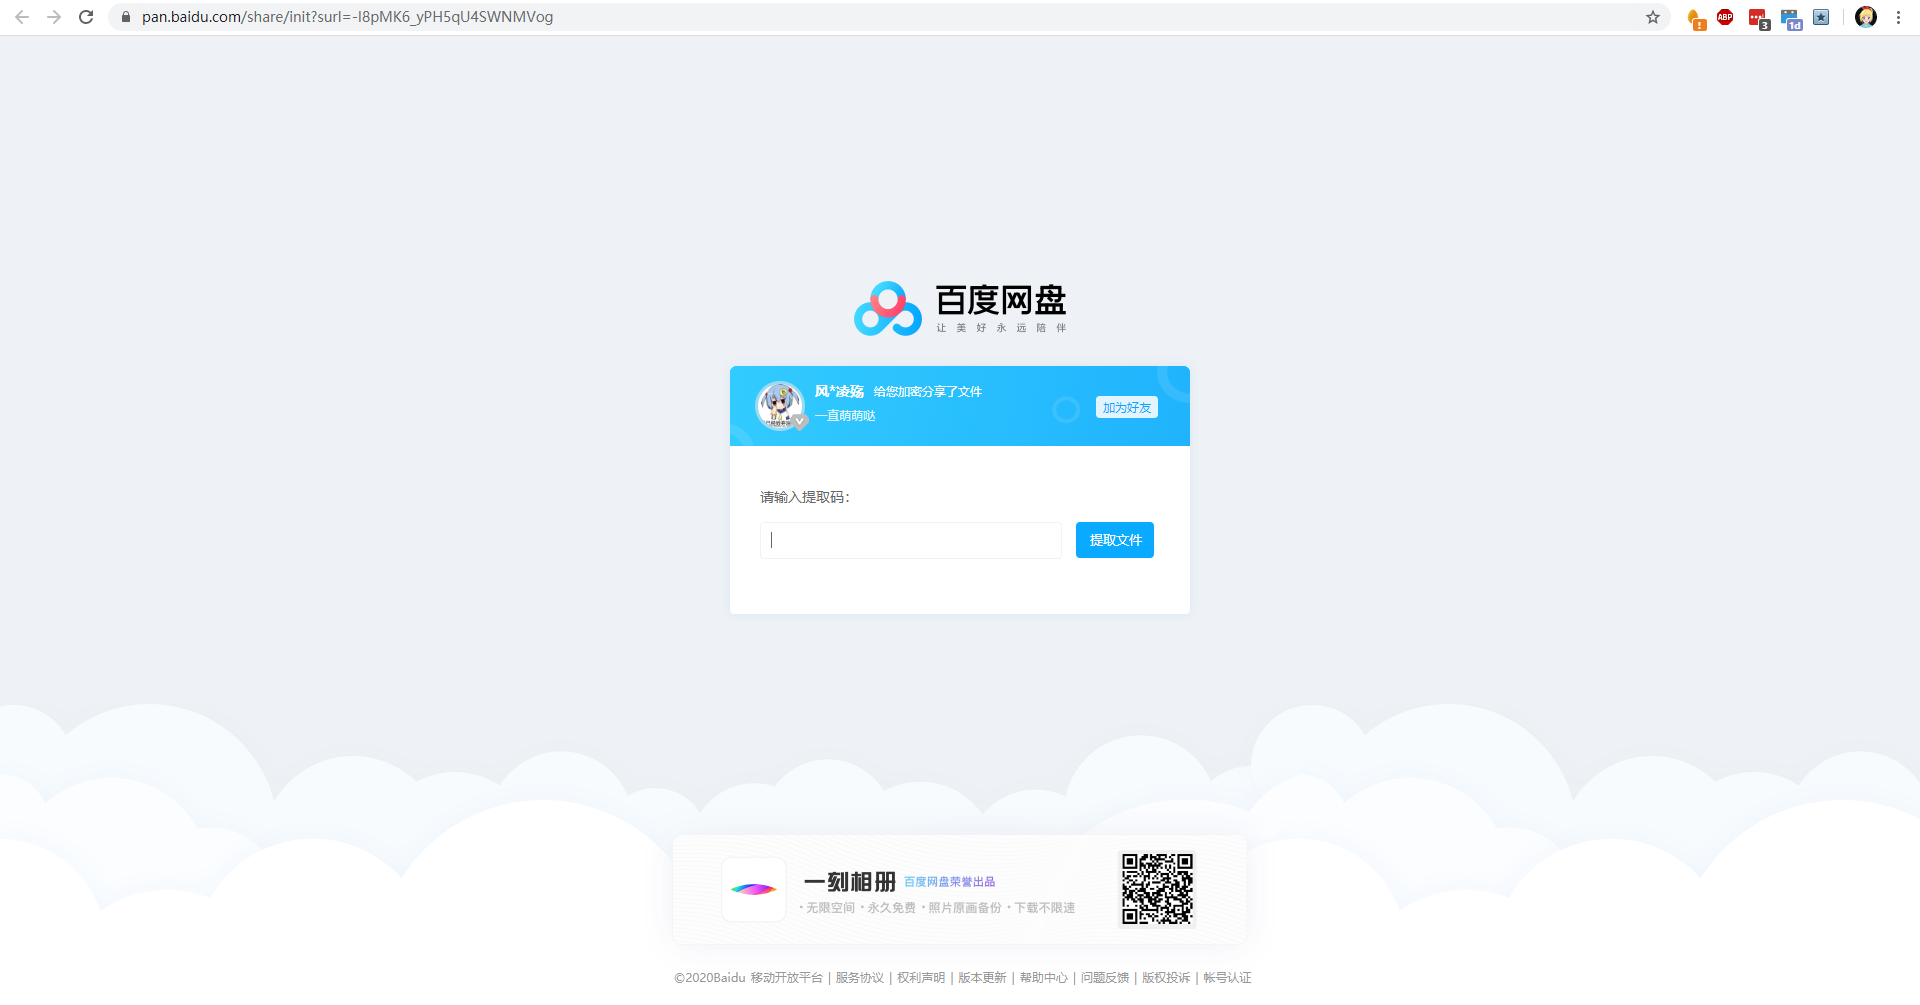 pan.baidu.com/share/init?surl=-I8pMK6_yPH5qU4SWNMVog
!
ABP
3
1d
百度网盘
让美好永远陪伴
风*凌殇 给您加密分享了文件
一直萌萌哒
加为好友
请输入提取码：
提取文件
一刻相册 百度网盘荣誉出品
·无限空间 ·永久免费 ·照片原画备份 ·下载不限速
©2020Baidu 移动开放平台 | 服务协议 | 权利声明 | 版本更新 | 帮助中心 | 问题反馈 | 版权投诉 | 帐号认证